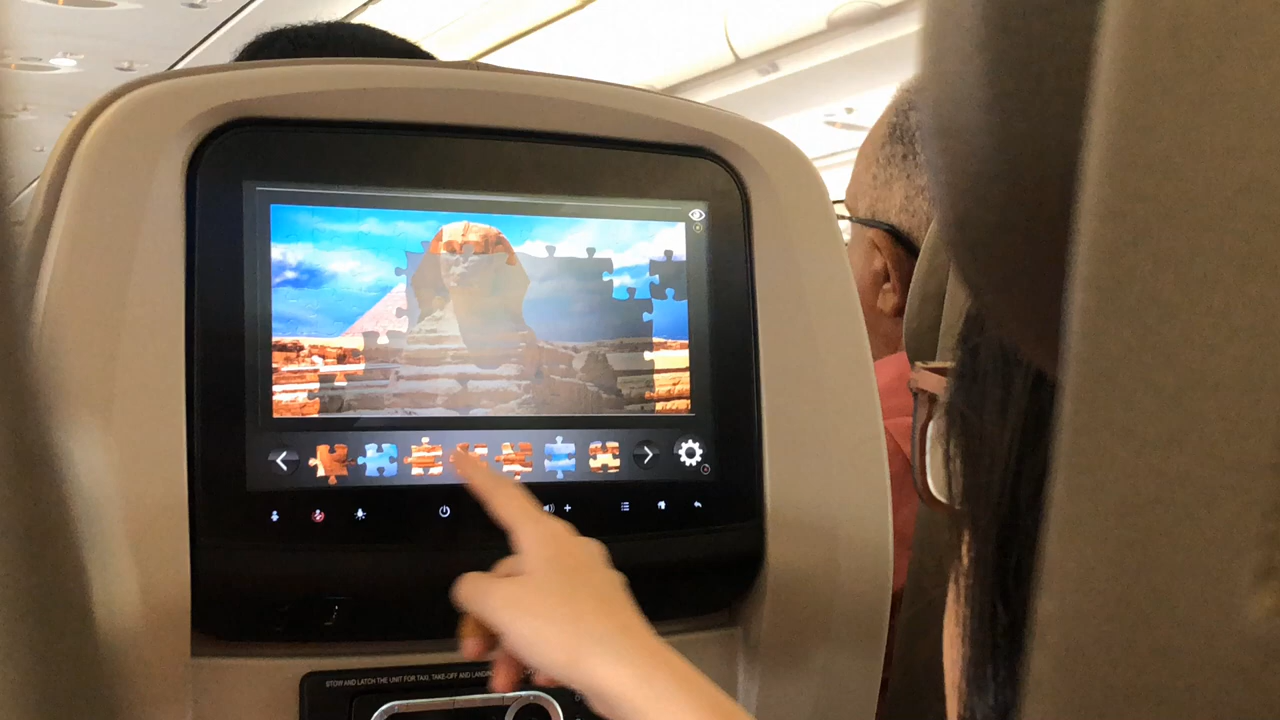 STOW AND LATCH THE UNIT FOR TAXI, TAKE-OFF AND LANDING